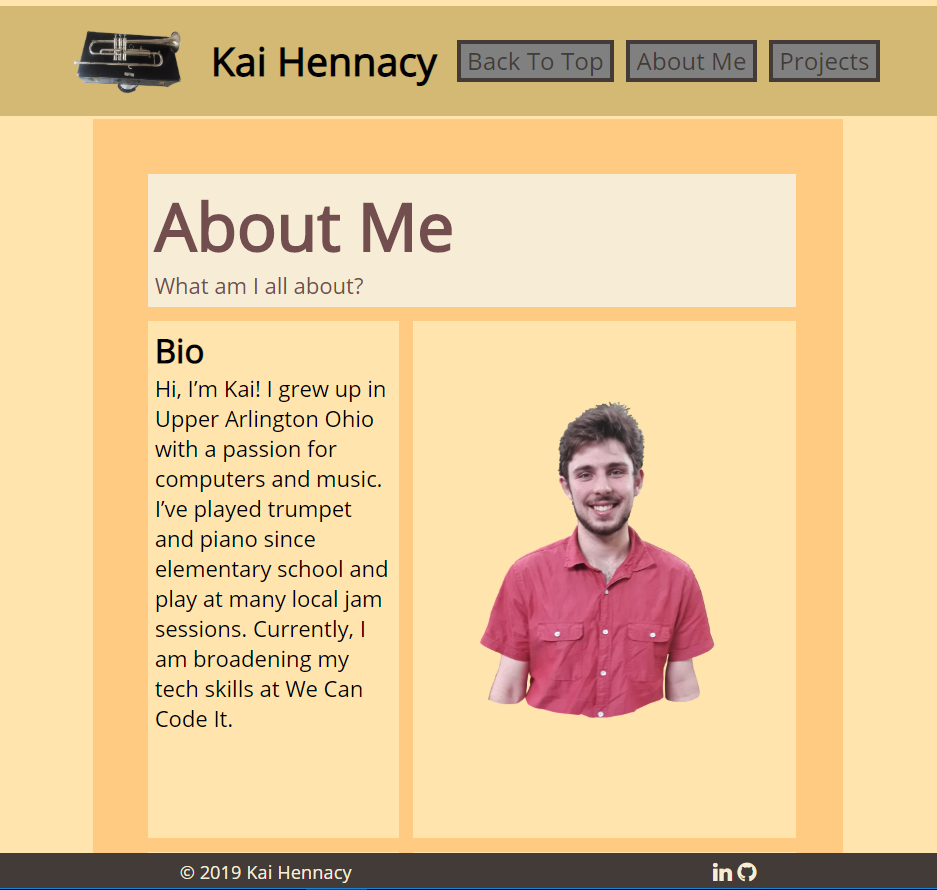 Kai Hennacy
Back To Top
About Me
Projects
About Me
What am I all about?
Bio
Hi, I’m Kai! I grew up in
Upper Arlington Ohio
with a passion for
computers and music.
I’ve played trumpet
and piano since
elementary school and
play at many local jam
sessions. Currently, I
am broadening my
tech skills at We Can
Code It.
© 2019 Kai Hennacy
in